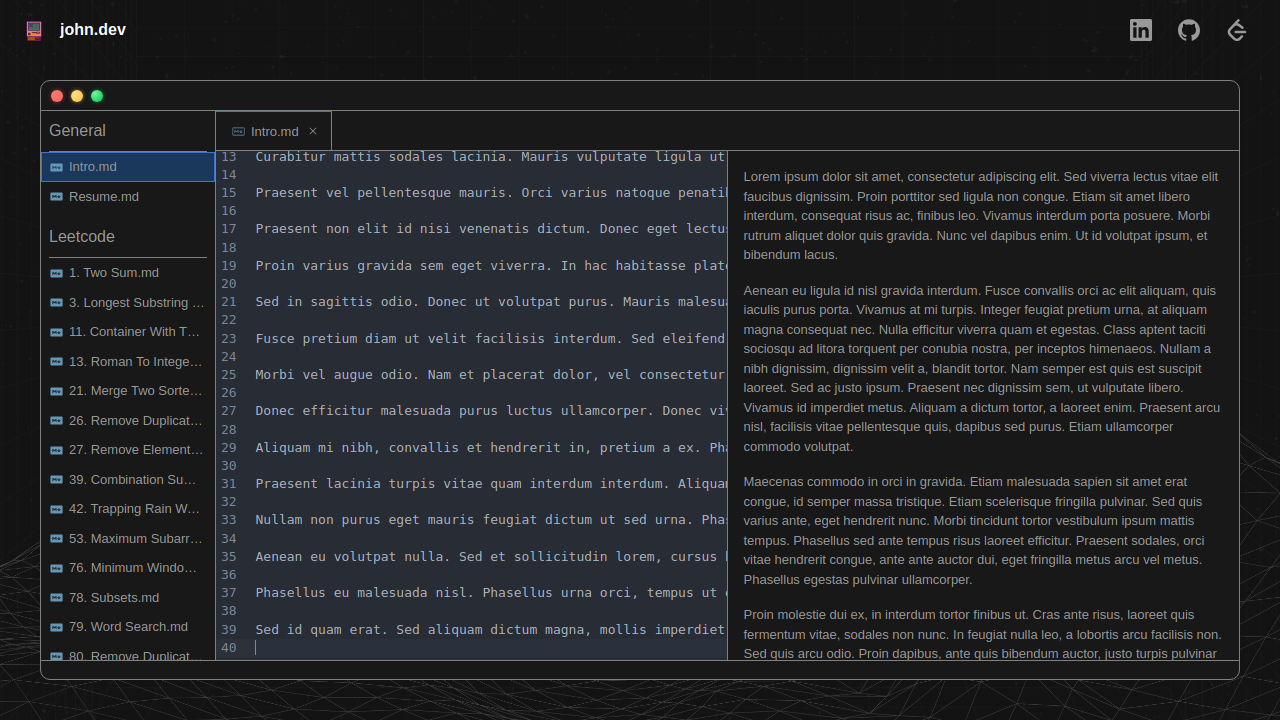 john.dev
General
Intro.md
Resume.md
Leetcode
1. Two Sum.md
3. Longest Substring ...
11. Container With T...
13. Roman To Intege...
21. Merge Two Sorte...
26. Remove Duplicat...
27. Remove Element...
39. Combination Su...
42. Trapping Rain W...
53. Maximum Subarr...
76. Minimum Windo...
78. Subsets.md
79. Word Search.md
80. Remove Duplicat...
Intro.md ×
13 Curabitur mattis sodales lacinia. Mauris vulputate ligula ut
14
15 Praesent vel pellentesque mauris. Orci varius natoque
16
17 Praesent non elit id nisi venenatis dictum. Donec eget
18
19 Proin varius gravida sem eget viverra. In hac habitasse
20
21 Sed in sagittis odio. Donec ut volutpat purus. Mauris
22
23 Fusce pretium diam ut velit facilisis interdum. Sed eleifend
24
25 Morbi vel augue odio. Nam et placerat dolor, vel consectetur
26
27 Donec efficitur malesuada purus luctus ullamcorper. Donec
28
29 Aliquam mi nibh, convallis et hendrerit in, pretium a ex.
30
31 Praesent lacinia turpis vitae quam interdum interdum.
32
33 Nullam non purus eget mauris feugiat dictum ut sed urna.
34
35 Aenean eu volutpat nulla. Sed et sollicitudin lorem, cursus
36
37 Phasellus eu malesuada nisl. Phasellus urna orci, tempus ut
38
39 Sed id quam erat. Sed aliquam dictum magna, mollis imperdiet
40
Lorem ipsum dolor sit amet, consectetur adipiscing elit. Sed viverra lectus vitae elit
faucibus dignissim. Proin porttitor sed ligula non congue. Etiam sit amet libero
interdum, consequat risus ac, finibus leo. Vivamus interdum porta posuere. Morbi
rutrum aliquet dolor quis gravida. Nunc vel dapibus enim. Ut id volutpat ipsum, et
bibendum lacus.
Aenean eu ligula id nisl gravida interdum. Fusce convallis orci ac elit aliquam, quis
iaculis purus porta. Vivamus at mi turpis. Integer feugiat pretium urna, at aliquam
magna consequat nec. Nulla efficitur viverra quam et egestas. Class aptent taciti
sociosqu ad litora torquent per conubia nostra, per inceptos himenaeos. Nullam a
nibh dignissim, dignissim velit a, blandit tortor. Nam semper est quis est suscipit
laoreet. Sed ac justo ipsum. Praesent nec dignissim sem, ut vulputate libero.
Vivamus id imperdiet metus. Aliquam a dictum tortor, a laoreet enim. Praesent arcu
nisl, facilisis vitae pellentesque quis, dapibus sed purus. Etiam ullamcorper
commodo volutpat.
Maecenas commodo in orci in gravida. Etiam malesuada sapien sit amet erat
congue, id semper massa tristique. Etiam scelerisque fringilla pulvinar. Sed quis
varius ante, eget hendrerit nunc. Morbi tincidunt tortor vestibulum ipsum mattis
tempus. Phasellus sed ante tempus risus laoreet efficitur. Praesent sodales, orci
vitae hendrerit congue, ante ante auctor dui, eget fringilla metus arcu vel metus.
Phasellus egestas pulvinar ullamcorper.
Proin molestie dui ex, in interdum tortor finibus ut. Cras ante risus, laoreet quis
fermentum vitae, sodales non nunc. In feugiat nulla leo, a lobortis arcu facilisis non.
Sed quis arcu odio. Proin dapibus, ante quis bibendum auctor, justo turpis pulvinar